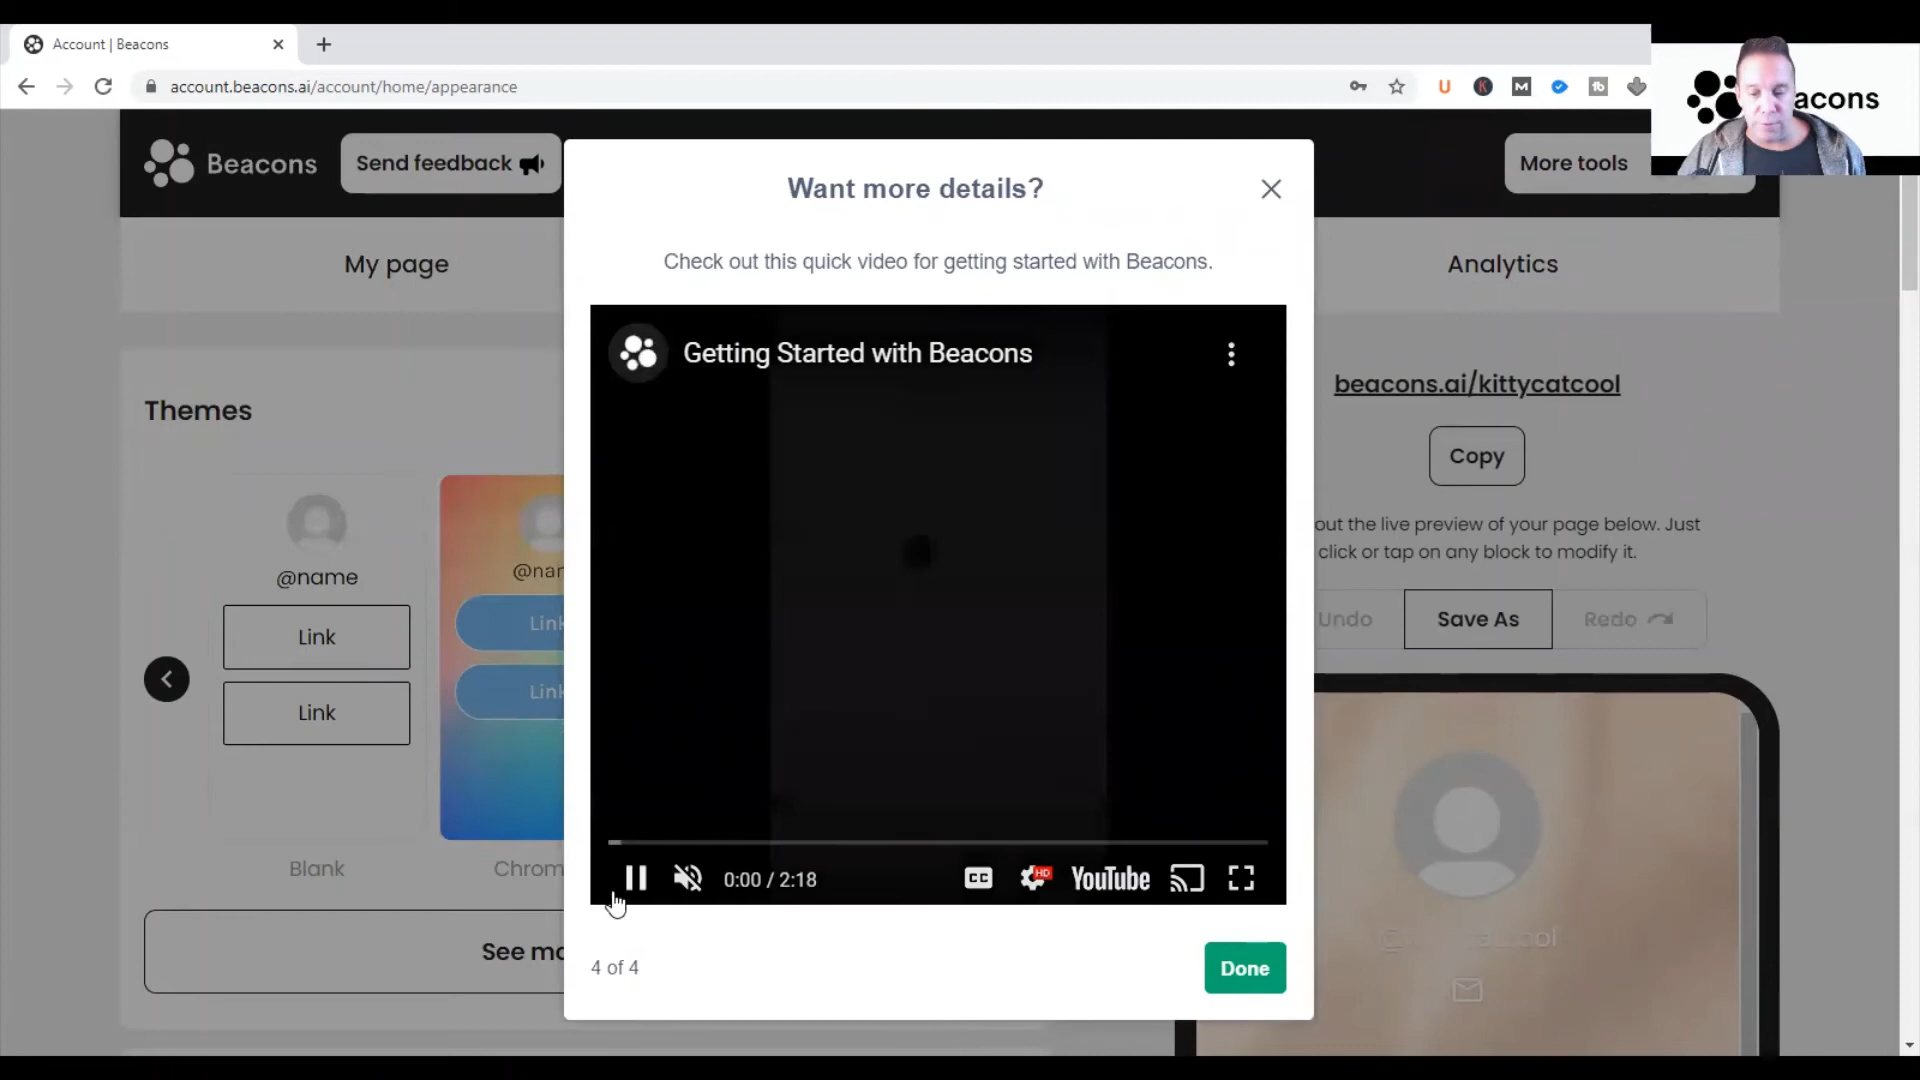 Account | Beacons
account.beacons.ai/account/home/appearance
U
K
M
tb
acons
Beacons
Send feedback
More tools
My page
Analytics
Want more details?
Check out this quick video for getting started with Beacons.
Getting Started with Beacons
0:00 / 2:18
CC
HD
YouTube
4 of 4
Done
Themes
@name
Link
Link
Blank
@nar
Link
Link
Chrom
See mo
beacons.ai/kittycatcool
Copy
out the live preview of your page below. Just
click or tap on any block to modify it.
Undo
Save As
Redo